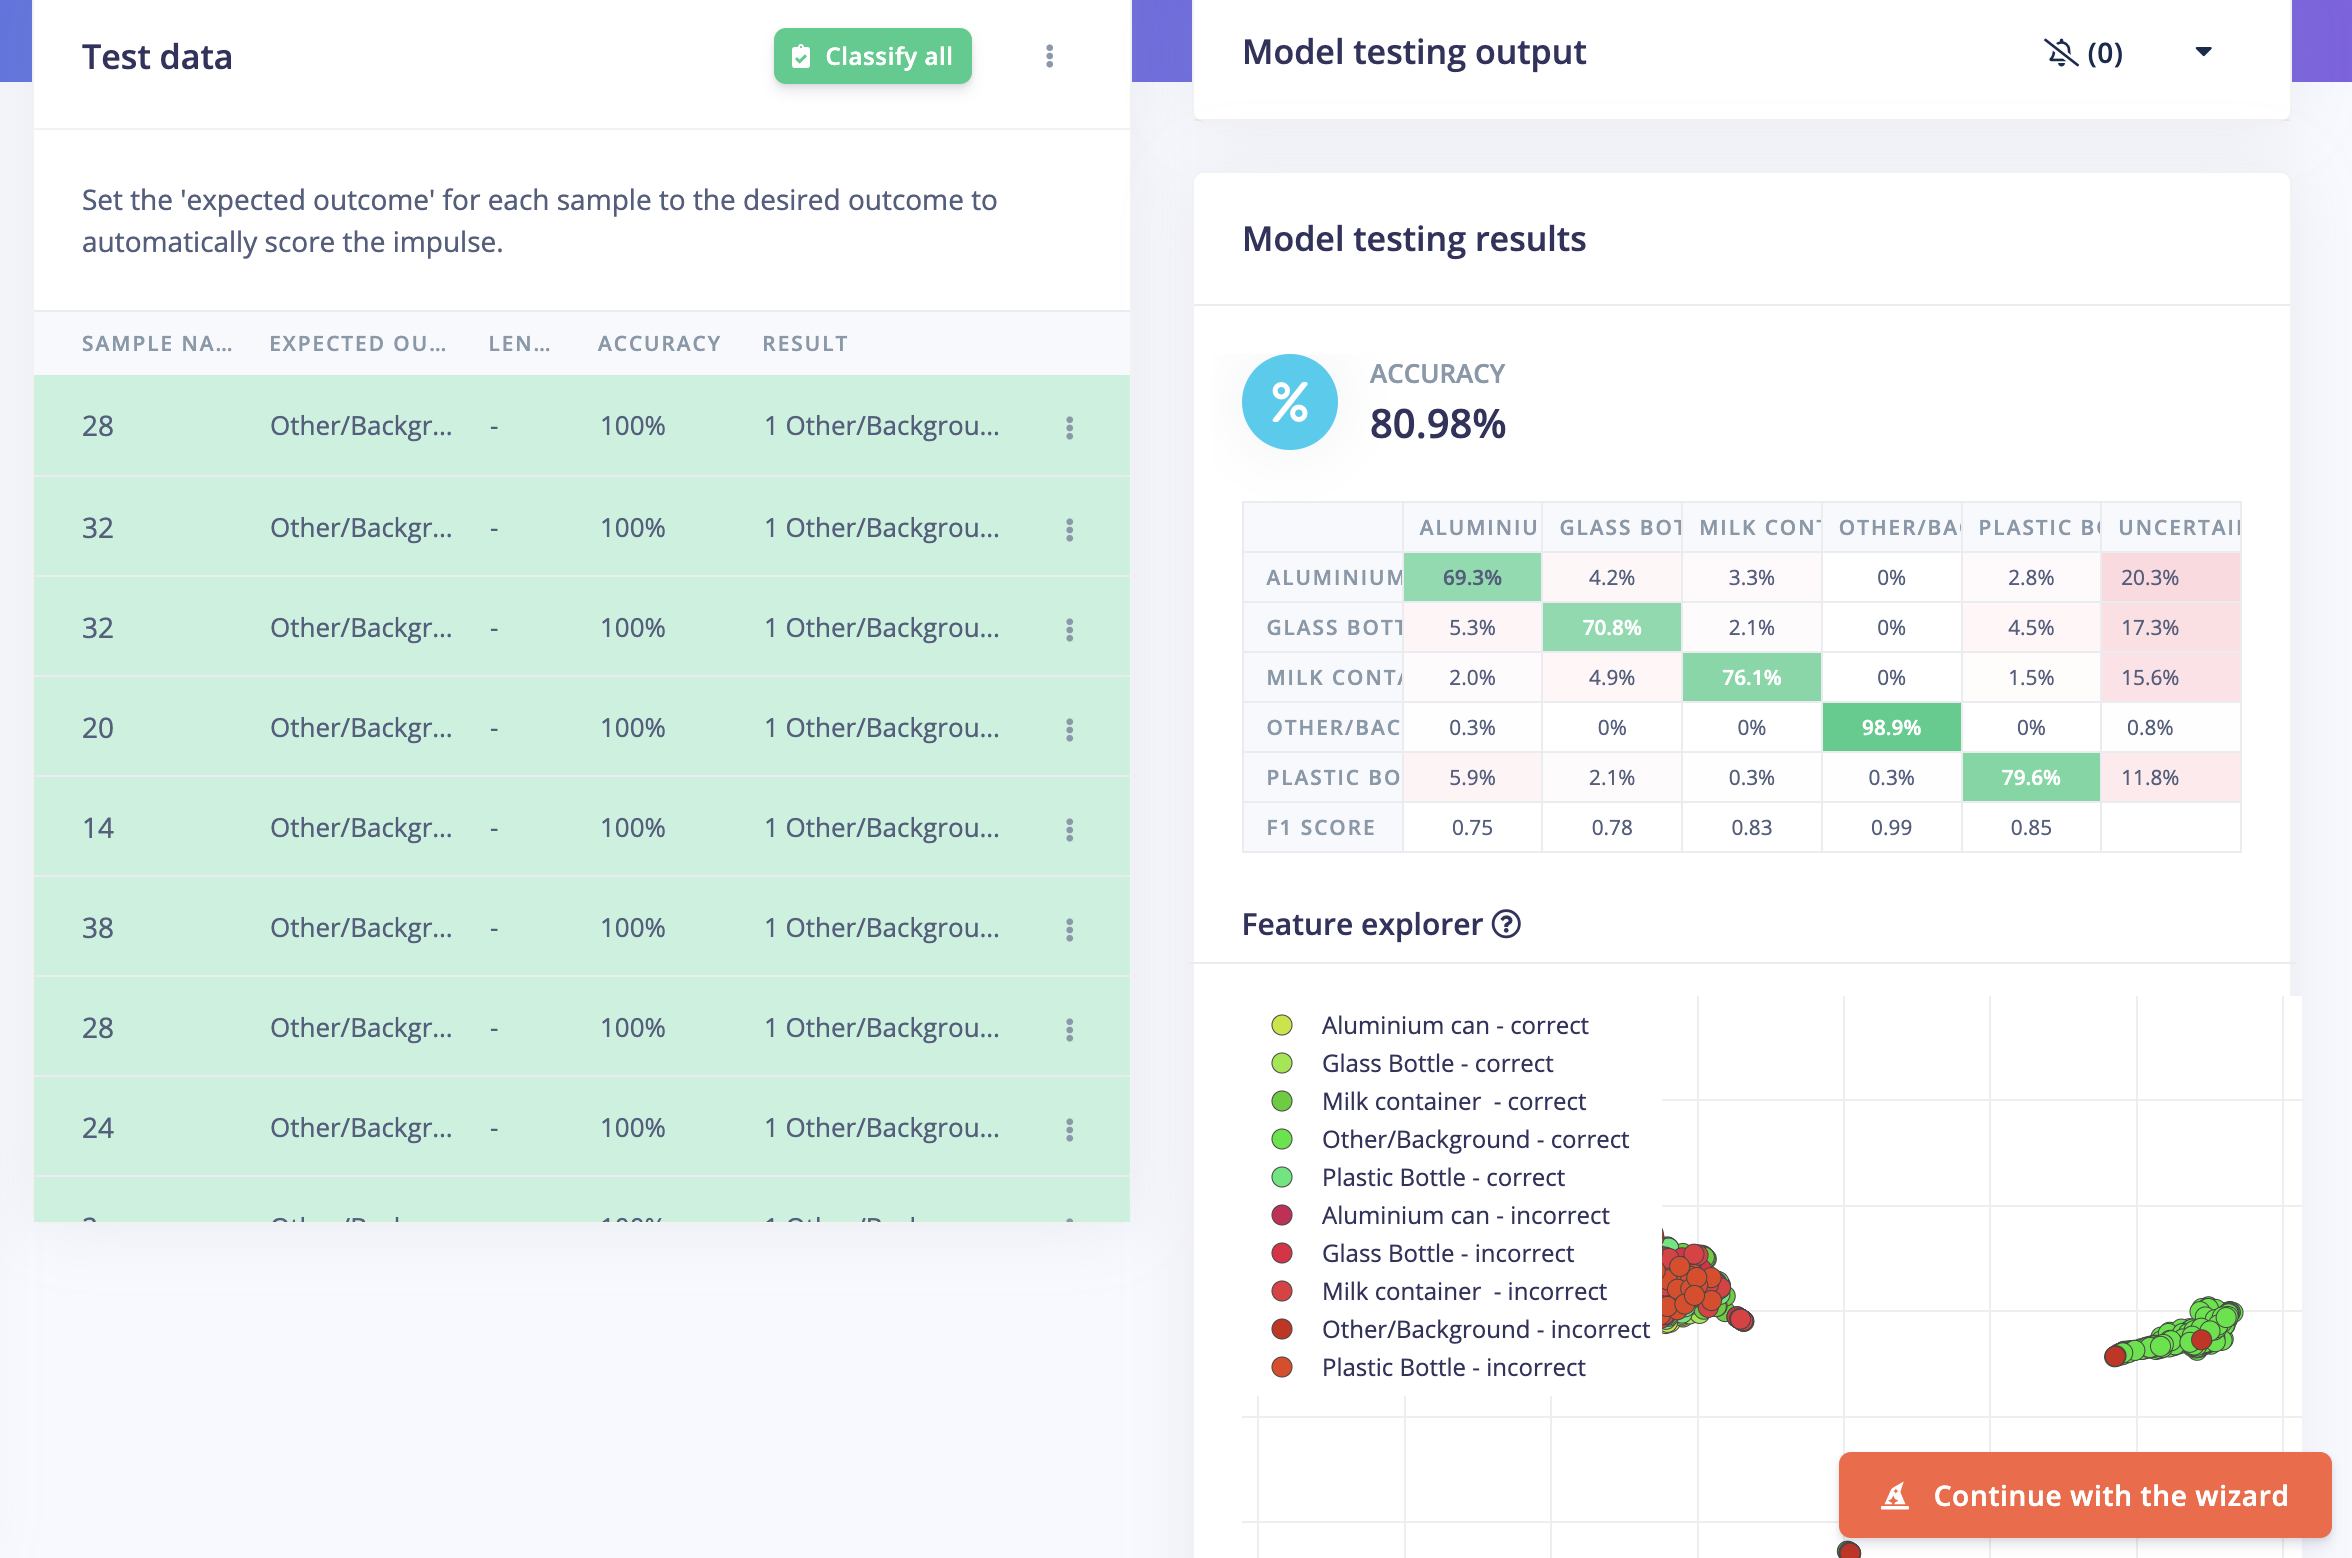 Test data
Classify all
Set the 'expected outcome' for each sample to the desired outcome to
automatically score the impulse.
SAMPLE NA... EXPECTED OU... LEN... ACCURACY RESULT
28 Other/Backgr... - 100% 1 Other/Backgrou...
32 Other/Backgr... - 100% 1 Other/Backgrou...
32 Other/Backgr... - 100% 1 Other/Backgrou...
20 Other/Backgr... - 100% 1 Other/Backgrou...
14 Other/Backgr... - 100% 1 Other/Backgrou...
38 Other/Backgr... - 100% 1 Other/Backgrou...
28 Other/Backgr... - 100% 1 Other/Backgrou...
24 Other/Backgr... - 100% 1 Other/Backgrou...
Model testing output (0)
Model testing results
%
ACCURACY
80.98%
ALUMINIU GLASS BOT MILK CON OTHER/BA PLASTIC B UNCERTAI
ALUMINIUM 69.3% 4.2% 3.3% 0% 2.8% 20.3%
GLASS BOTT 5.3% 70.8% 2.1% 0% 4.5% 17.3%
MILK CONTA 2.0% 4.9% 76.1% 0% 1.5% 15.6%
OTHER/BAC 0.3% 0% 0% 98.9% 0% 0.8%
PLASTIC BO 5.9% 2.1% 0.3% 0.3% 79.6% 11.8%
F1 SCORE 0.75 0.78 0.83 0.99 0.85
Feature explorer ?
Aluminium can - correct
Glass Bottle - correct
Milk container - correct
Other/Background - correct
Plastic Bottle - correct
Aluminium can - incorrect
Glass Bottle - incorrect
Milk container - incorrect
Other/Background - incorrect
Plastic Bottle - incorrect
Continue with the wizard